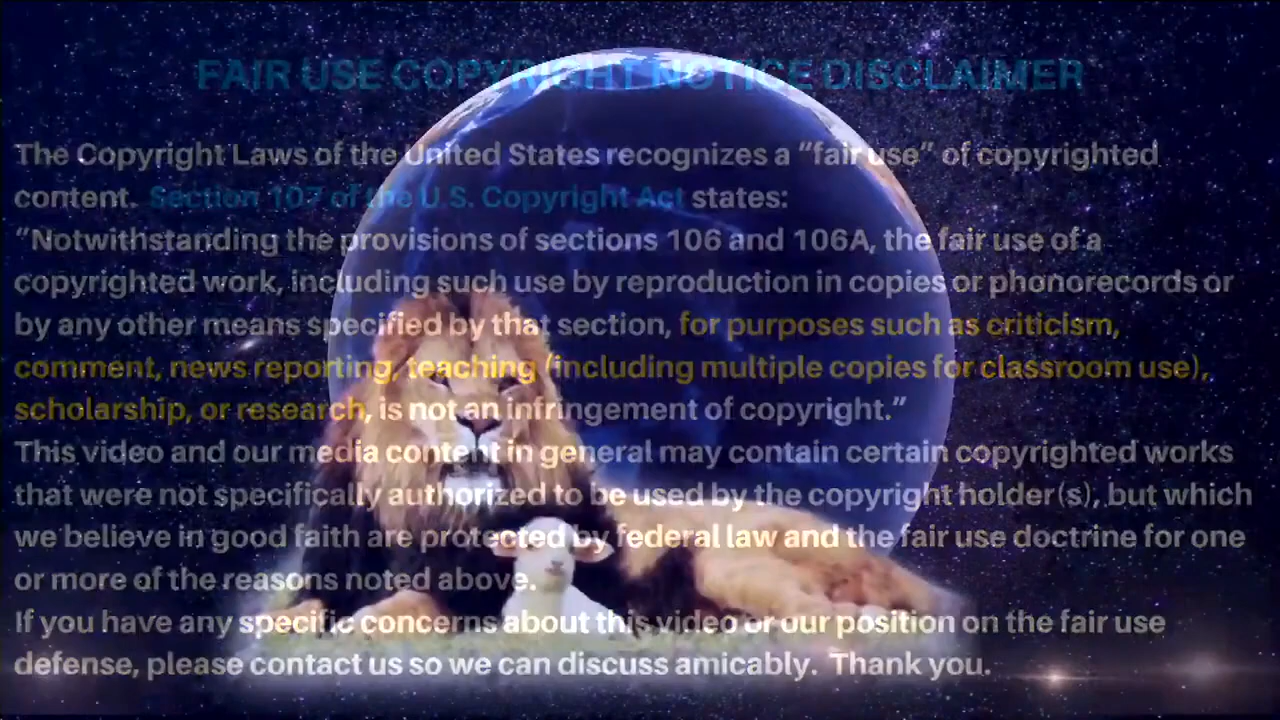 FAIR USE COPYRIGHT NOTICE DISCLAIMER
The Copyright Laws of the United States recognizes a “fair use” of copyrighted
content. Section 107 of the U.S. Copyright Act states:
“Notwithstanding the provisions of sections 106 and 106A, the fair use of a
copyrighted work, including such use by reproduction in copies or phonorecords or
by any other means specified by that section, for purposes such as criticism,
comment, news reporting, teaching (including multiple copies for classroom use),
scholarship, or research, is not an infringement of copyright.”
This video and our media content in general may contain certain copyrighted works
that were not specifically authorized to be used by the copyright holder(s), but which
we believe in good faith are protected by federal law and the fair use doctrine for one
or more of the reasons noted above.
If you have any specific concerns about this video or our position on the fair use
defense, please contact us so we can discuss amicably.  Thank you.